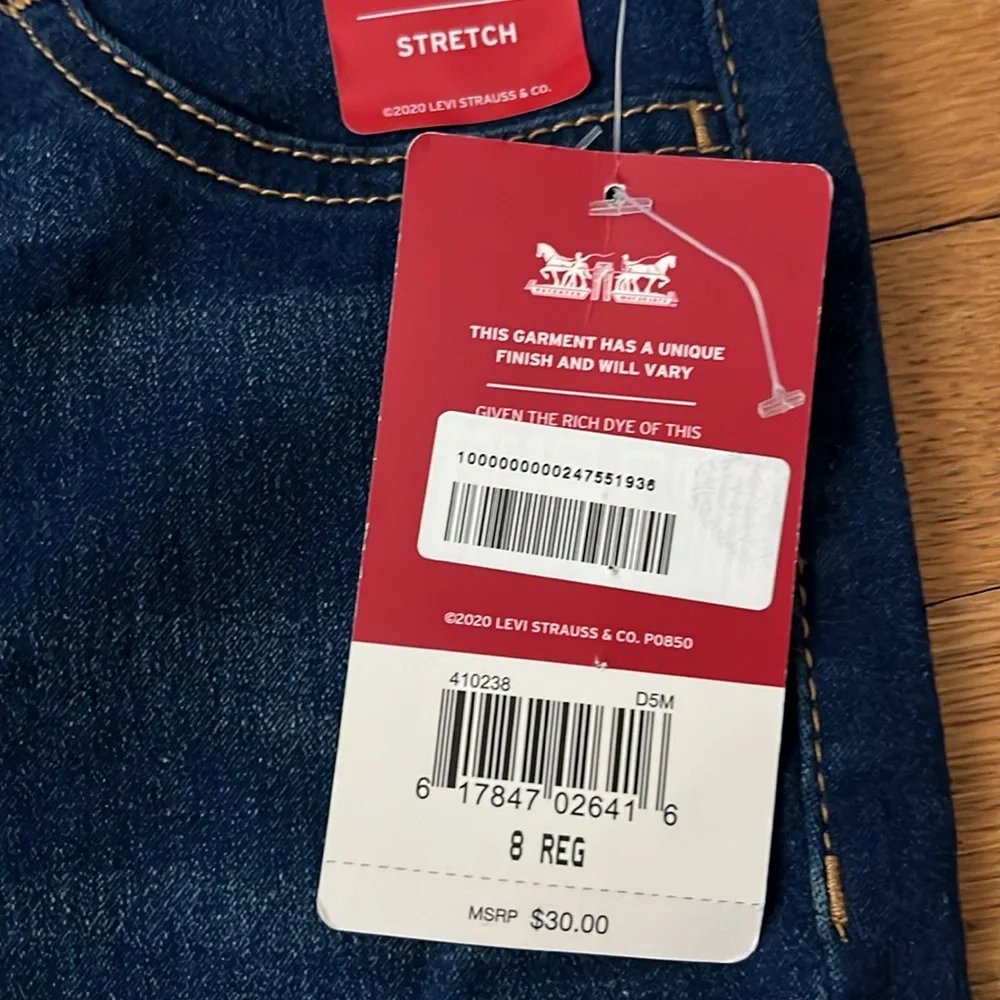 STRETCH
©2020 LEVI STRAUSS & CO.
THIS GARMENT HAS A UNIQUE
FINISH AND WILL VARY
GIVEN THE RICH DYE OF THIS
1000000000247551936
©2020 LEVI STRAUSS & CO. P0850
410238 D5M
6 17847 02641 6
8 REG
MSRP $30.00